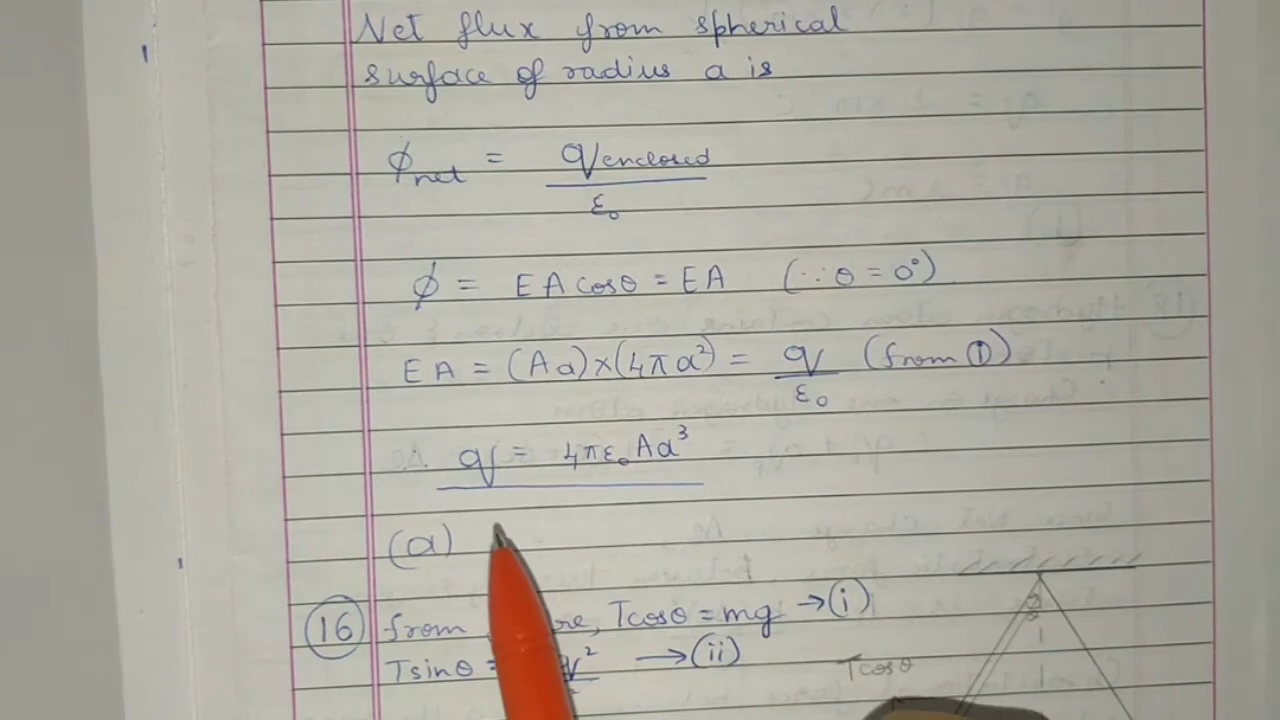 Net flux from spherical
surface of radius a is
ϕnet = qenclosed / ε₀
ϕ = EA cosθ = EA (∵ θ = 0°)
EA = (Aa)×(4πa²) = q/ε₀ (from ①)
q = 4πε₀Aa³
(a)
16 from re, Tcosθ = mg → (i)
Tsinθ = → (ii)
Tcosθ